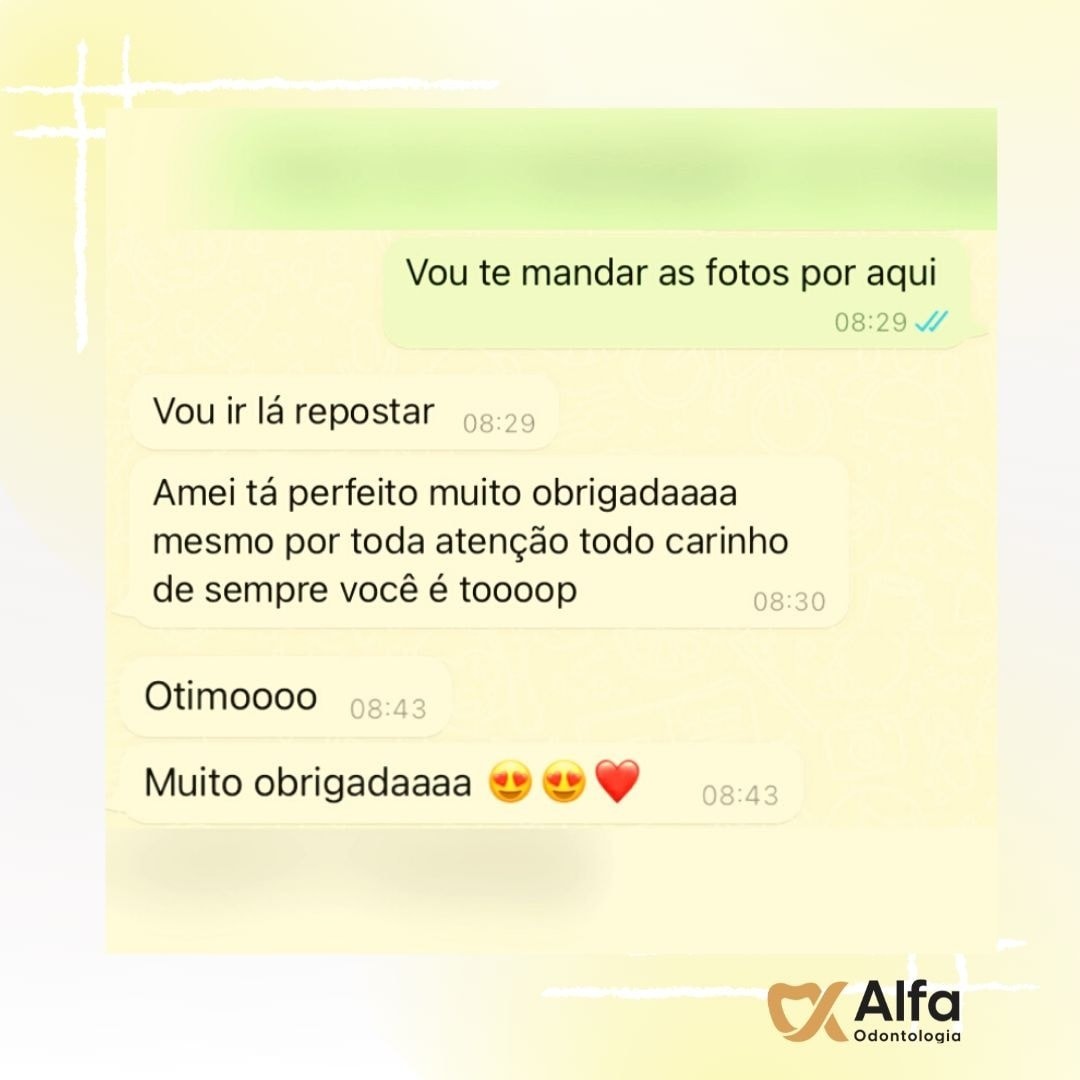 Vou te mandar as fotos por aqui
08:29
Vou ir lá repostar 08:29
Amei tá perfeito muito obrigadaaaa
mesmo por toda atenção todo carinho
de sempre você é toooop 08:30
Otimoooo 08:43
Muito obrigadaaaa 😍😍❤️ 08:43
Alfa
Odontologia